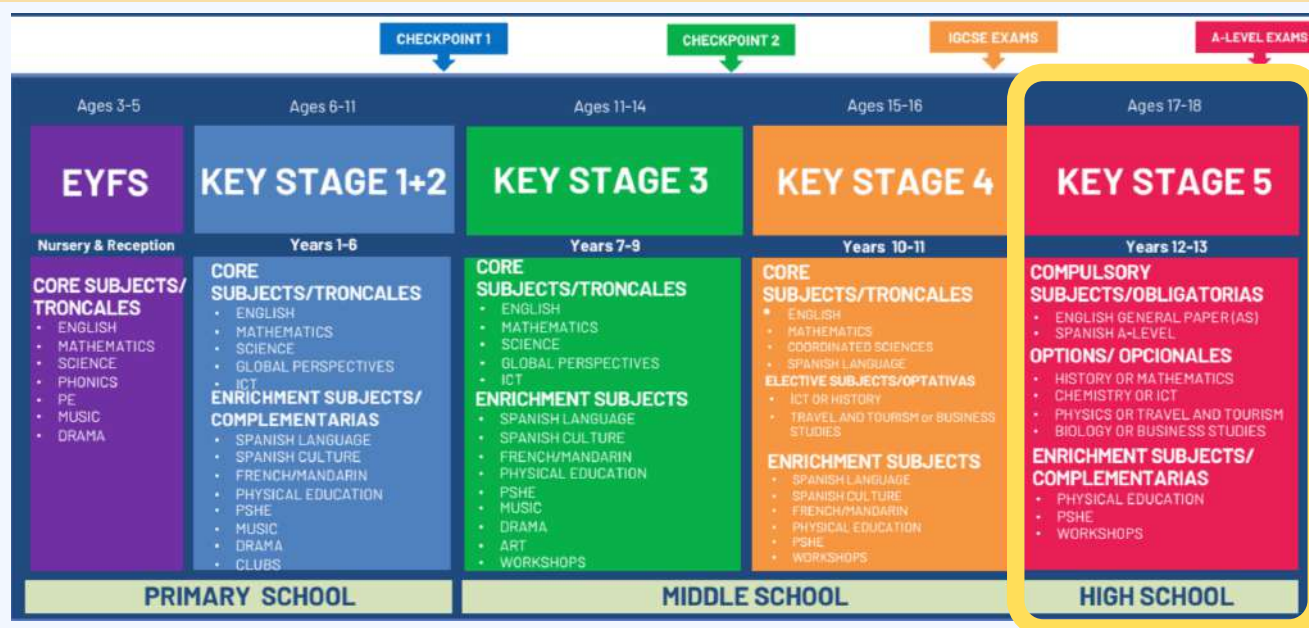 CHECKPOINT 1
CHECKPOINT 2
IGCSE EXAMS
A-LEVEL EXAMS
Ages 3-5
Ages 6-11
Ages 11-14
Ages 15-16
Ages 17-18
EYFS
KEY STAGE 1+2
KEY STAGE 3
KEY STAGE 4
KEY STAGE 5
Nursery & Reception
Years 1-6
Years 7-9
Years 10-11
Years 12-13
CORE SUBJECTS/
TRONCALES
• ENGLISH
• MATHEMATICS
• SCIENCE
• PHONICS
• PE
• MUSIC
• DRAMA
CORE
SUBJECTS/TRONCALES
• ENGLISH
• MATHEMATICS
• SCIENCE
• GLOBAL PERSPECTIVES
• ICT
ENRICHMENT SUBJECTS/
COMPLEMENTARIAS
• SPANISH LANGUAGE
• SPANISH CULTURE
• FRENCH/MANDARIN
• PHYSICAL EDUCATION
• PSHE
• MUSIC
• DRAMA
• CLUBS
CORE
SUBJECTS/TRONCALES
• ENGLISH
• MATHEMATICS
• SCIENCE
• GLOBAL PERSPECTIVES
• ICT
ENRICHMENT SUBJECTS
• SPANISH LANGUAGE
• SPANISH CULTURE
• FRENCH/MANDARIN
• PHYSICAL EDUCATION
• PSHE
• MUSIC
• DRAMA
• ART
• WORKSHOPS
CORE
SUBJECTS/TRONCALES
• ENGLISH
• MATHEMATICS
• COORDINATED SCIENCES
• SPANISH LANGUAGE
ELECTIVE SUBJECTS/OPTATIVAS
• ICT OR HISTORY
• TRAVEL AND TOURISM or BUSINESS
STUDIES
ENRICHMENT SUBJECTS
• SPANISH LANGUAGE
• SPANISH CULTURE
• FRENCH/MANDARIN
• PHYSICAL EDUCATION
• PSHE
• WORKSHOPS
COMPULSORY
SUBJECTS/OBLIGATORIAS
• ENGLISH GENERAL PAPER (AS)
• SPANISH A-LEVEL
OPTIONS/ OPCIONALES
• HISTORY OR MATHEMATICS
• CHEMISTRY OR ICT
• PHYSICS OR TRAVEL AND TOURISM
• BIOLOGY OR BUSINESS STUDIES
ENRICHMENT SUBJECTS/
COMPLEMENTARIAS
• PHYSICAL EDUCATION
• PSHE
• WORKSHOPS
PRIMARY SCHOOL
MIDDLE SCHOOL
HIGH SCHOOL